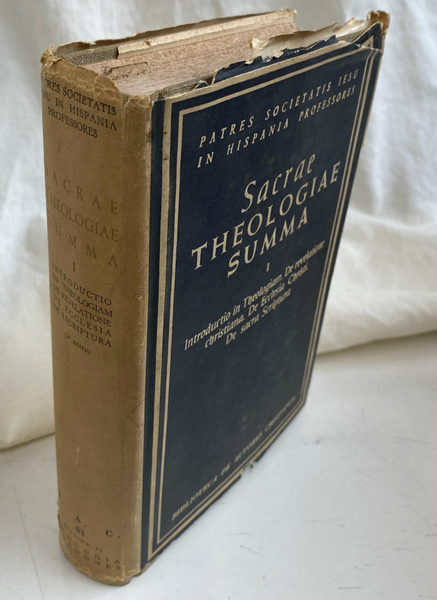 PATRES SOCIETATIS IESU
IN HISPANIA PROFESSORES
Sacrae
THEOLOGIAE
SUMMA
I
Introductio in Theologiam. De revelatione
christiana. De Ecclesia Christi.
De sacra Scriptura
BIBLIOTECA DE AUTORES CRISTIANOS
PATRES SOCIETATIS
IESU IN HISPANIA
PROFESSORES
SACRAE
THEOLOGIAE
SUMMA
I
INTRODUCTIO
IN THEOLOGIAM
DE REVELATIONE
DE ECCLESIA
DE SCRIPTURA
A. C.
61